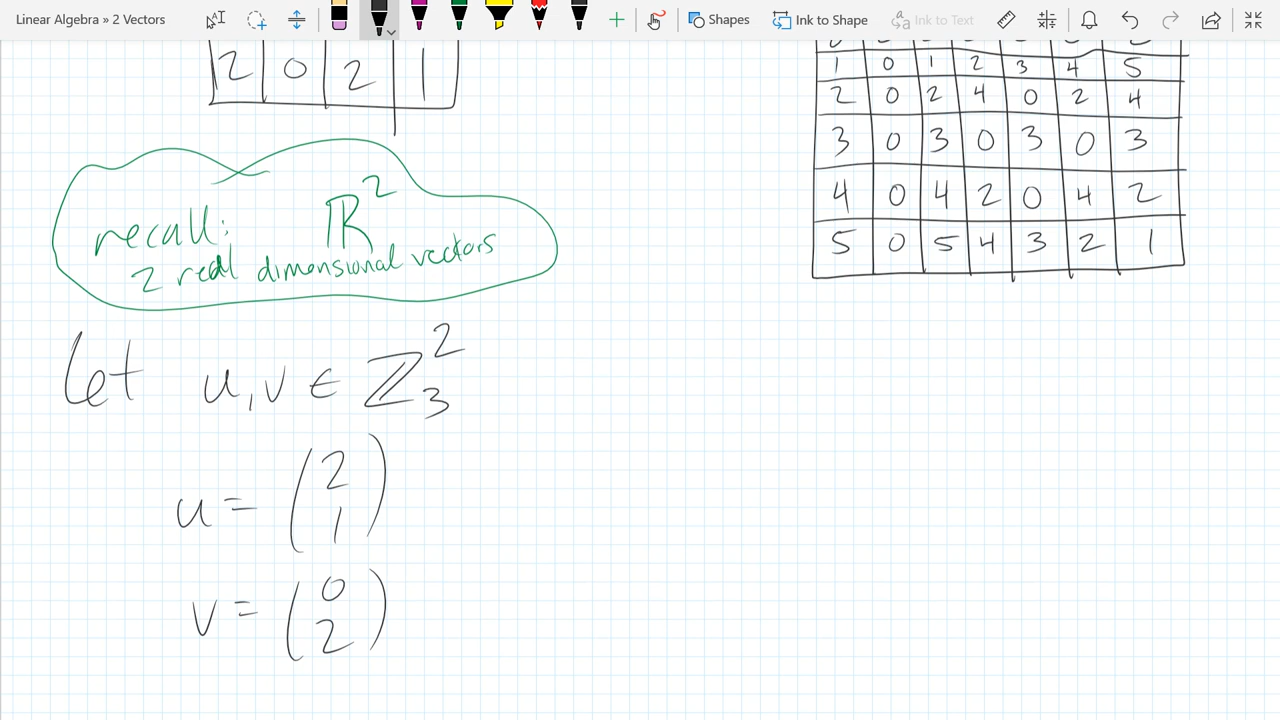 Linear Algebra » 2 Vectors
Shapes Ink to Shape Ink to Text
2 0 2 1
1 0 1 2 3 4 5
2 0 2 4 0 2 4
3 0 3 0 3 0 3
4 0 4 2 0 4 2
5 0 5 4 3 2 1
recall: ℝ²
2 real dimensional vectors
Let u, v ∈ ℤ₃²
u = (2
1)
v = (0
2)